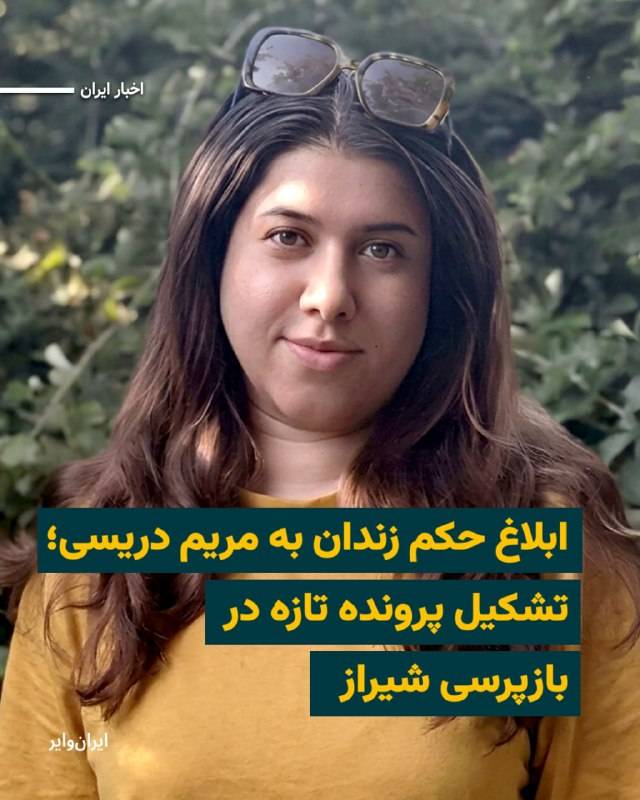 اخبار ایران
ابلاغ حکم زندان به مریم دریسی؛
تشکیل پرونده تازه در
بازپرسی شیراز
ایران‌وایر